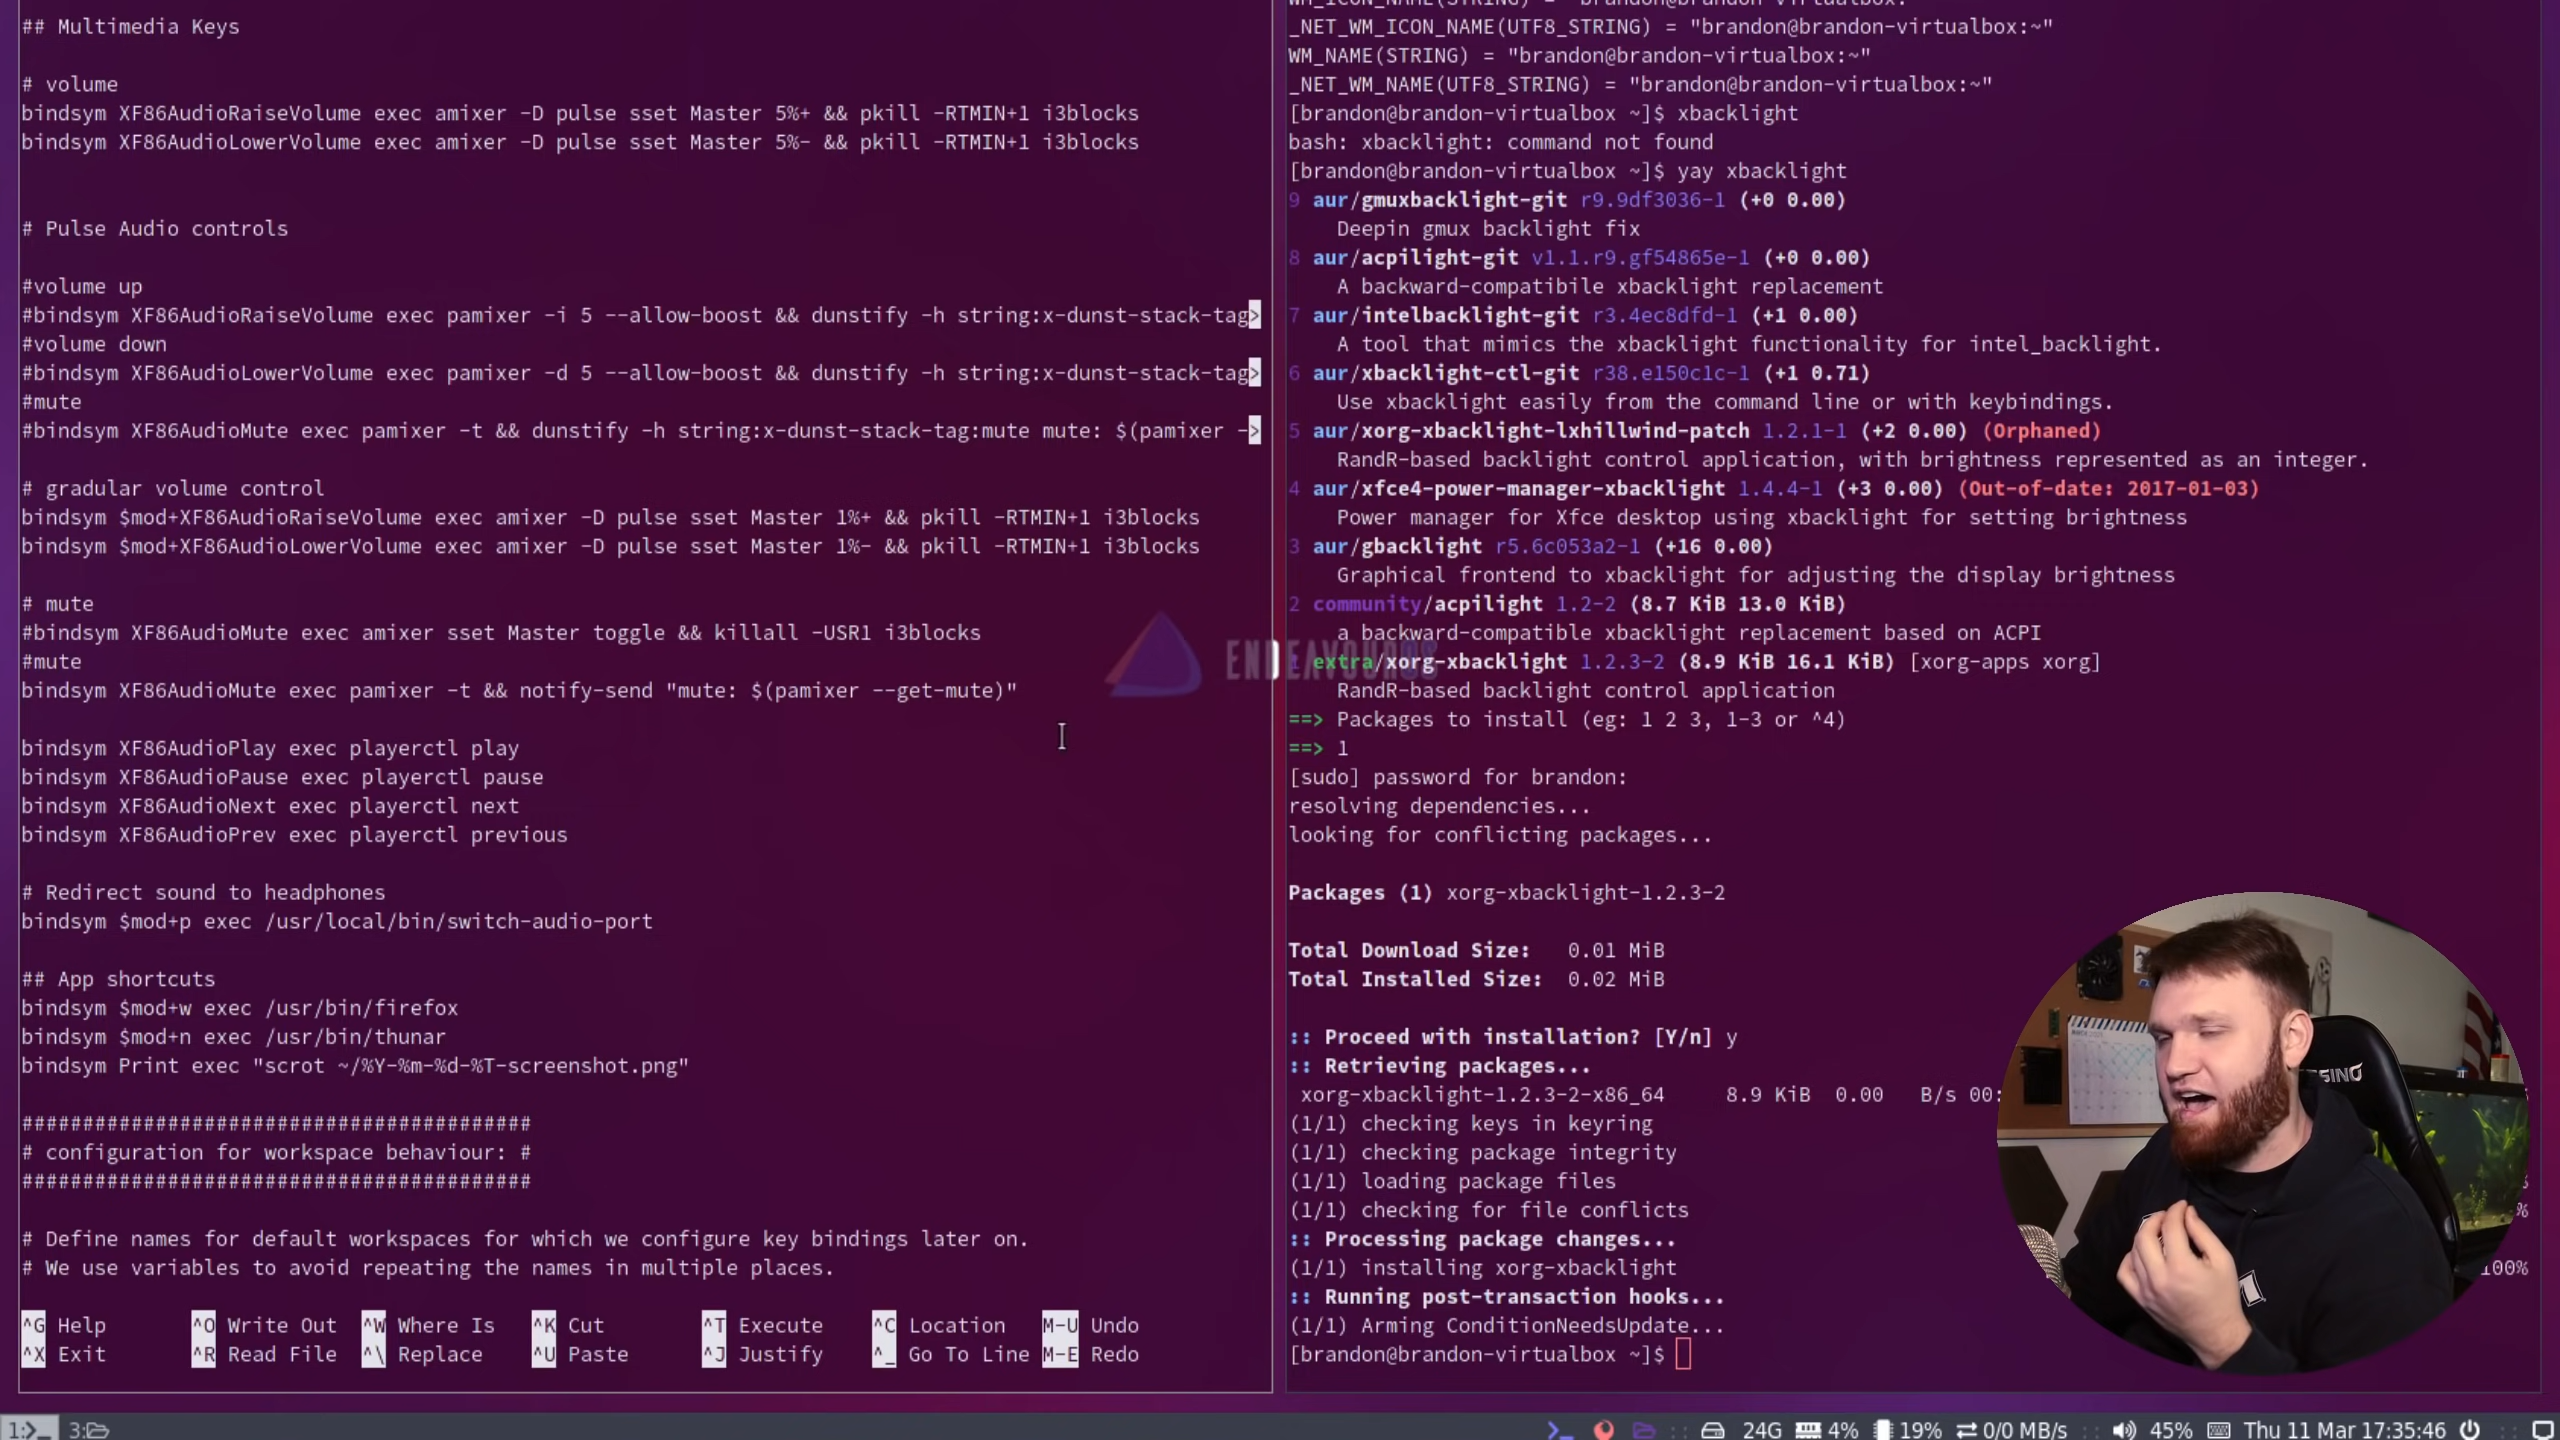 ## Multimedia Keys
# volume
bindsym XF86AudioRaiseVolume exec amixer -D pulse sset Master 5%+ && pkill -RTMIN+1 i3blocks
bindsym XF86AudioLowerVolume exec amixer -D pulse sset Master 5%- && pkill -RTMIN+1 i3blocks
# Pulse Audio controls
#volume up
#bindsym XF86AudioRaiseVolume exec pamixer -i 5 --allow-boost && dunstify -h string:x-dunst-stack-tag>
#volume down
#bindsym XF86AudioLowerVolume exec pamixer -d 5 --allow-boost && dunstify -h string:x-dunst-stack-tag>
#mute
#bindsym XF86AudioMute exec pamixer -t && dunstify -h string:x-dunst-stack-tag:mute mute: $(pamixer ->
# gradular volume control
bindsym $mod+XF86AudioRaiseVolume exec amixer -D pulse sset Master 1%+ && pkill -RTMIN+1 i3blocks
bindsym $mod+XF86AudioLowerVolume exec amixer -D pulse sset Master 1%- && pkill -RTMIN+1 i3blocks
# mute
#bindsym XF86AudioMute exec amixer sset Master toggle && killall -USR1 i3blocks
#mute
bindsym XF86AudioMute exec pamixer -t && notify-send "mute: $(pamixer --get-mute)"
bindsym XF86AudioPlay exec playerctl play
bindsym XF86AudioPause exec playerctl pause
bindsym XF86AudioNext exec playerctl next
bindsym XF86AudioPrev exec playerctl previous
# Redirect sound to headphones
bindsym $mod+p exec /usr/local/bin/switch-audio-port
## App shortcuts
bindsym $mod+w exec /usr/bin/firefox
bindsym $mod+n exec /usr/bin/thunar
bindsym Print exec "scrot ~/%Y-%m-%d-%T-screenshot.png"
##########################################
# configuration for workspace behaviour: #
##########################################
# Define names for default workspaces for which we configure key bindings later on.
# We use variables to avoid repeating the names in multiple places.
^G Help ^O Write Out ^W Where Is ^K Cut ^T Execute ^C Location M-U Undo
^X Exit ^R Read File ^\ Replace ^U Paste ^J Justify ^_ Go To Line M-E Redo
ENDEAVOUROS
WM_ICON_NAME(STRING) = "brandon@brandon-virtualbox:~"
_NET_WM_ICON_NAME(UTF8_STRING) = "brandon@brandon-virtualbox:~"
WM_NAME(STRING) = "brandon@brandon-virtualbox:~"
_NET_WM_NAME(UTF8_STRING) = "brandon@brandon-virtualbox:~"
[brandon@brandon-virtualbox ~]$ xbacklight
bash: xbacklight: command not found
[brandon@brandon-virtualbox ~]$ yay xbacklight
9 aur/gmuxbacklight-git r9.9df3036-1 (+0 0.00)
Deepin gmux backlight fix
8 aur/acpilight-git v1.1.r9.gf54865e-1 (+0 0.00)
A backward-compatibile xbacklight replacement
7 aur/intelbacklight-git r3.4ec8dfd-1 (+1 0.00)
A tool that mimics the xbacklight functionality for intel_backlight.
6 aur/xbacklight-ctl-git r38.e150c1c-1 (+1 0.71)
Use xbacklight easily from the command line or with keybindings.
5 aur/xorg-xbacklight-lxhillwind-patch 1.2.1-1 (+2 0.00) (Orphaned)
RandR-based backlight control application, with brightness represented as an integer.
4 aur/xfce4-power-manager-xbacklight 1.4.4-1 (+3 0.00) (Out-of-date: 2017-01-03)
Power manager for Xfce desktop using xbacklight for setting brightness
3 aur/gbacklight r5.6c053a2-1 (+16 0.00)
Graphical frontend to xbacklight for adjusting the display brightness
2 community/acpilight 1.2-2 (8.7 KiB 13.0 KiB)
a backward-compatible xbacklight replacement based on ACPI
1 extra/xorg-xbacklight 1.2.3-2 (8.9 KiB 16.1 KiB) [xorg-apps xorg]
RandR-based backlight control application
==> Packages to install (eg: 1 2 3, 1-3 or ^4)
==> 1
[sudo] password for brandon:
resolving dependencies...
looking for conflicting packages...
Packages (1) xorg-xbacklight-1.2.3-2
Total Download Size: 0.01 MiB
Total Installed Size: 0.02 MiB
:: Proceed with installation? [Y/n] y
:: Retrieving packages...
xorg-xbacklight-1.2.3-2-x86_64 8.9 KiB 0.00 B/s 00:
(1/1) checking keys in keyring
(1/1) checking package integrity
(1/1) loading package files
(1/1) checking for file conflicts
%
:: Processing package changes...
(1/1) installing xorg-xbacklight 100%
:: Running post-transaction hooks...
(1/1) Arming ConditionNeedsUpdate...
[brandon@brandon-virtualbox ~]$
1: 3: 24G 4% 19% 0/0 MB/s 45% Thu 11 Mar 17:35:46